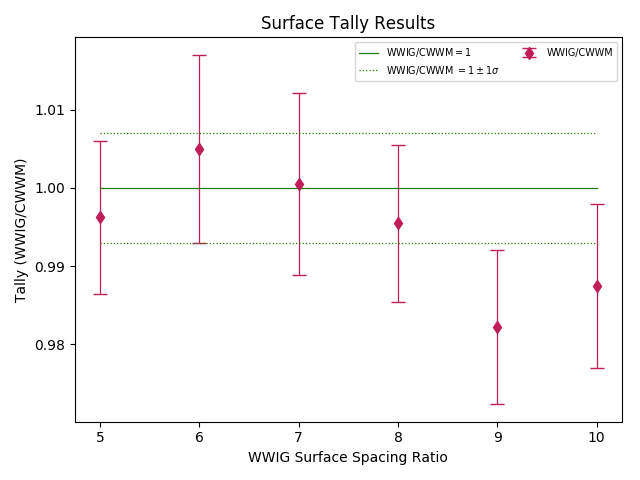 Surface Tally Results
WWIG/CWWM = 1
WWIG/CWWM = 1 ± 1σ
WWIG/CWWM
Tally (WWIG/CWWM)
1.01
1.00
0.99
0.98
5 6 7 8 9 10
WWIG Surface Spacing Ratio